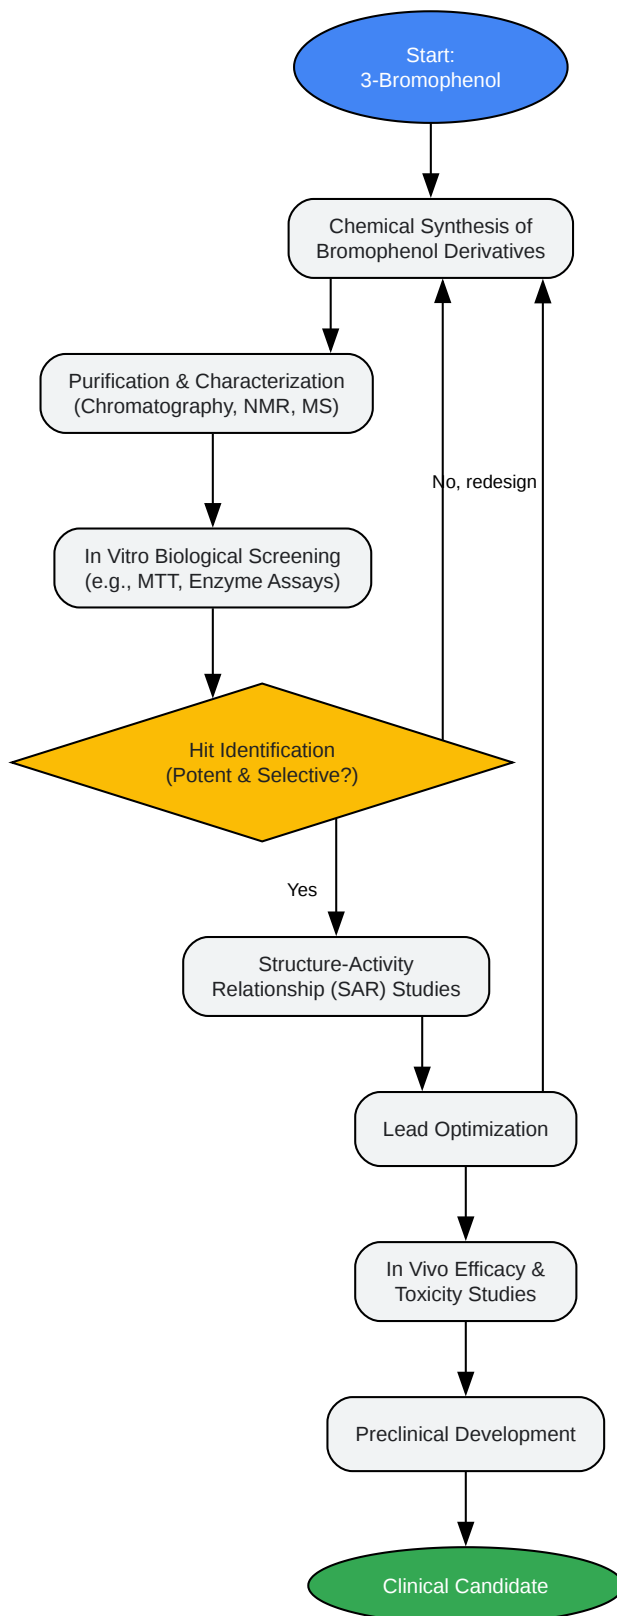 Start:
3-Bromophenol
Chemical Synthesis of
Bromophenol Derivatives
Purification & Characterization
(Chromatography, NMR, MS)
No, redesign
In Vitro Biological Screening
(e.g., MTT, Enzyme Assays)
Hit Identification
(Potent & Selective?)
Yes
Structure-Activity
Relationship (SAR) Studies
Lead Optimization
In Vivo Efficacy &
Toxicity Studies
Preclinical Development
Clinical Candidate